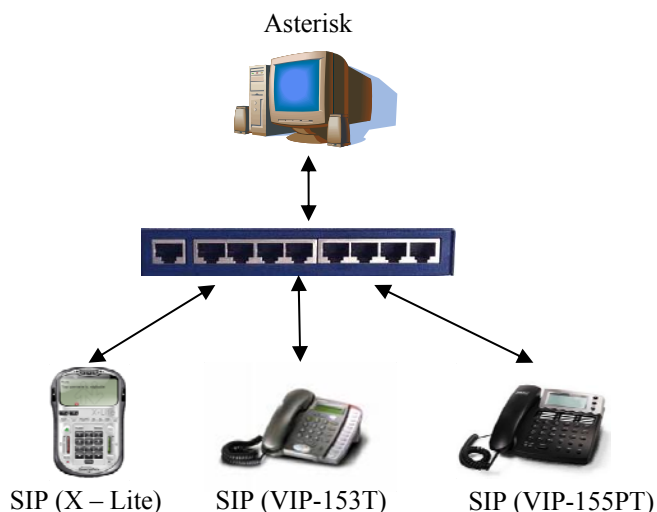 Asterisk
SIP (X – Lite)
SIP (VIP-153T)
SIP (VIP-155PT)